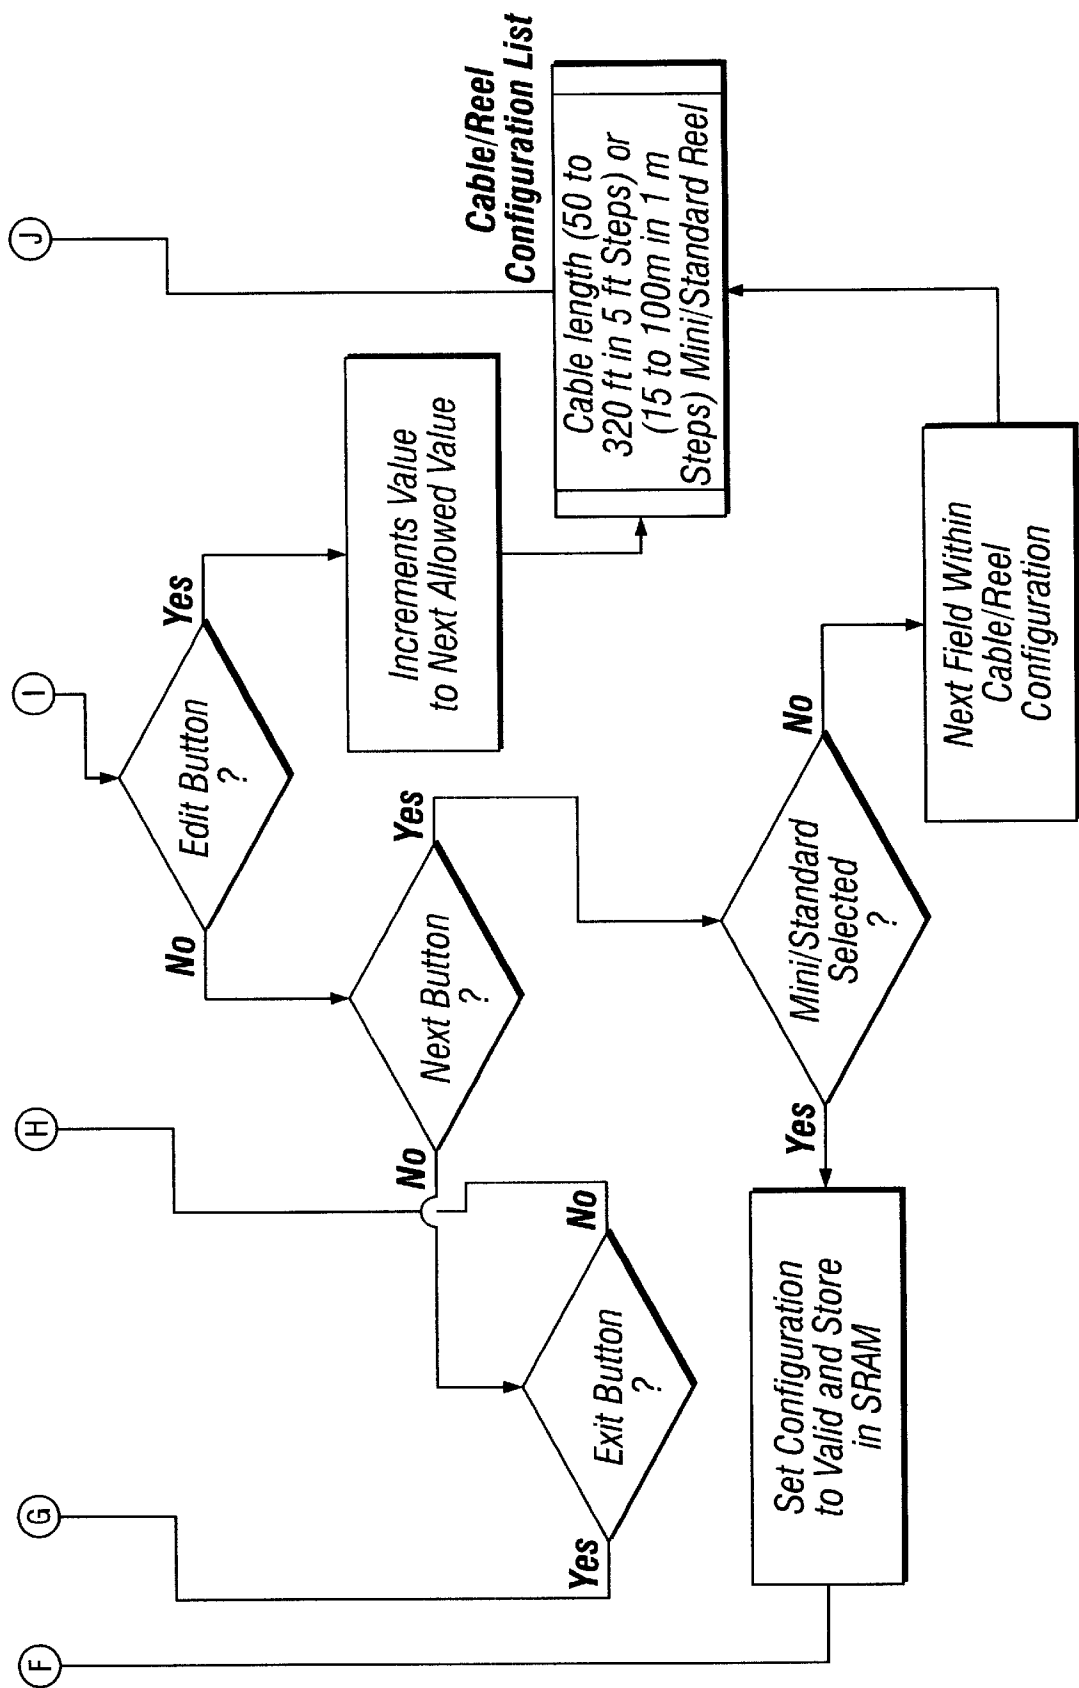 F
G
H
I
J
Edit Button
?
No
Yes
Increments Value
to Next Allowed Value
Cable/Reel
Configuration List
Cable length (50 to
320 ft in 5 ft Steps) or
(15 to 100m in 1 m
Steps) Mini/Standard Reel
Next Button
?
No
Yes
Exit Button
?
Yes
No
Mini/Standard
Selected
?
Yes
No
Set Configuration
to Valid and Store
in SRAM
Next Field Within
Cable/Reel
Configuration